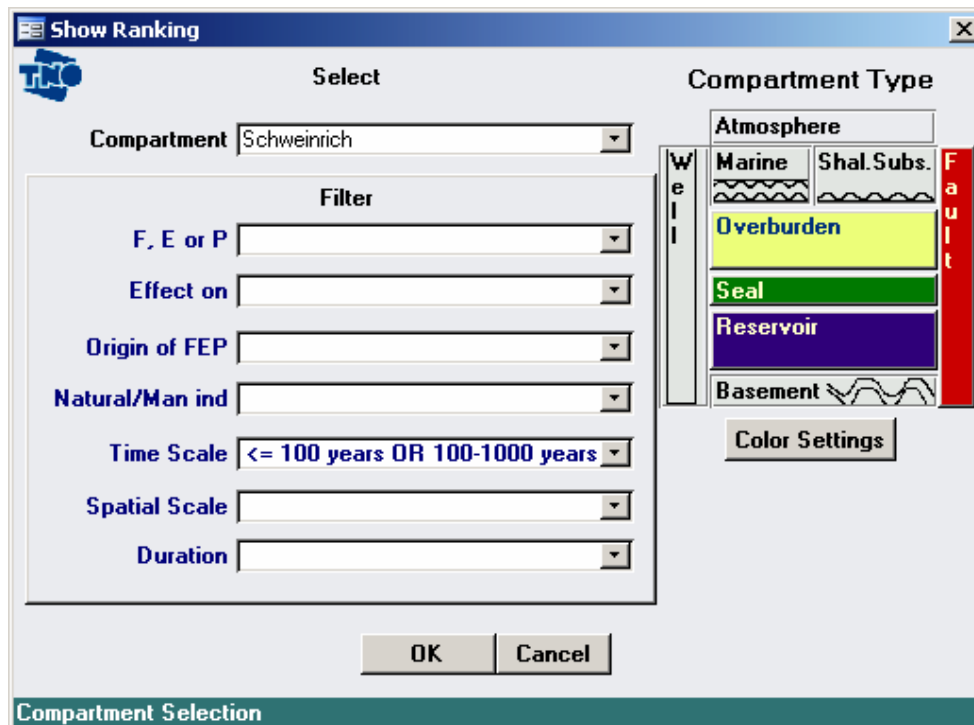 Show Ranking
TNO
Select
Compartment Schweinrich
Filter
F, E or P
Effect on
Origin of FEP
Natural/Man ind
Time Scale <= 100 years OR 100-1000 years
Spatial Scale
Duration
OK Cancel
Compartment Type
Atmosphere
Well
Marine Shal.Subs.
Fault
Overburden
Seal
Reservoir
Basement
Color Settings
Compartment Selection